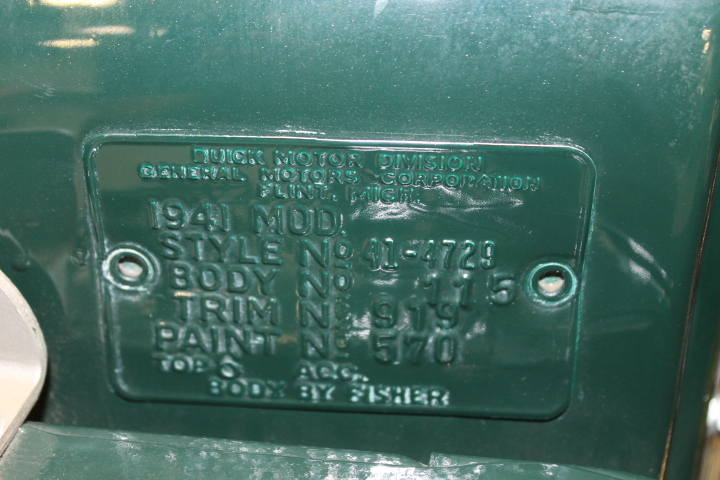 BUICK MOTOR DIVISION
GENERAL MOTORS CORPORATION
FLINT, MICH.
1941 MOD.
STYLE No 41-4729
BODY No 115
TRIM No 919
PAINT No 570
TOP 6 ACC.
BODY BY FISHER